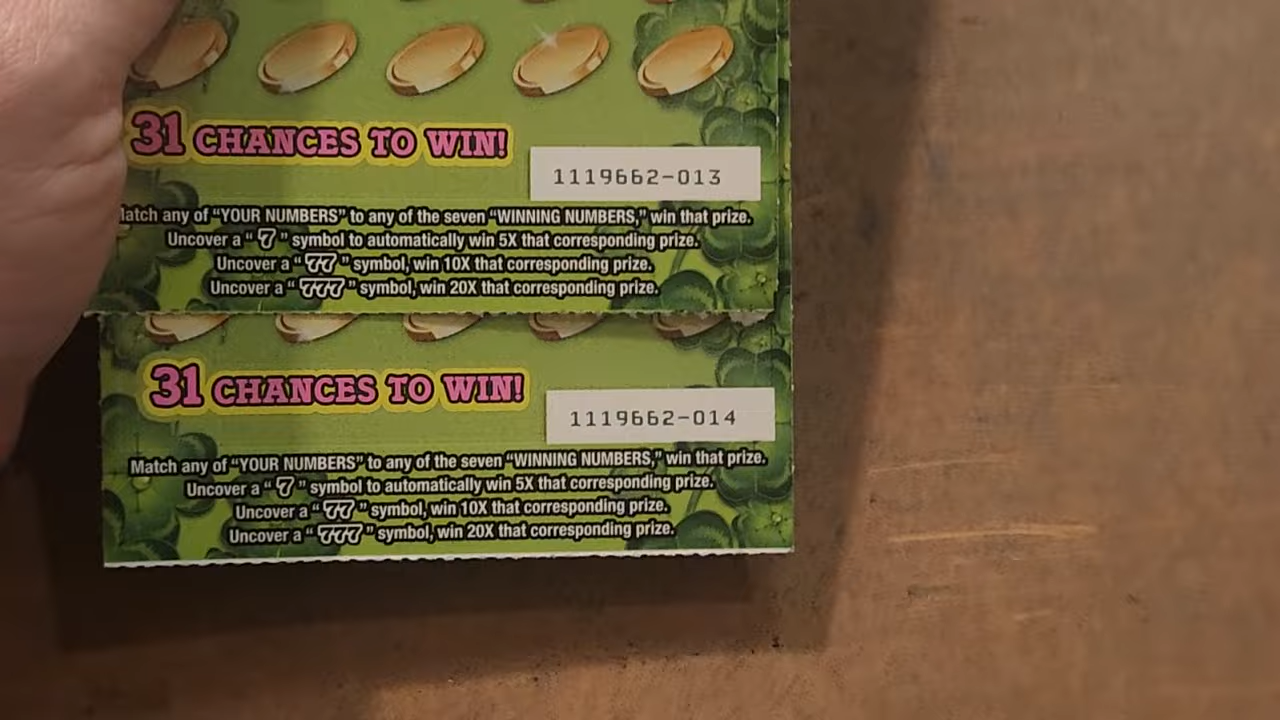 31 CHANCES TO WIN!
1119662-013
atch any of “YOUR NUMBERS” to any of the seven “WINNING NUMBERS,” win that prize.
Uncover a “ 7 ” symbol to automatically win 5X that corresponding prize.
Uncover a “ 77 ” symbol, win 10X that corresponding prize.
Uncover a “ 777 ” symbol, win 20X that corresponding prize.
31 CHANCES TO WIN!
1119662-014
Match any of “YOUR NUMBERS” to any of the seven “WINNING NUMBERS,” win that prize.
Uncover a “ 7 ” symbol to automatically win 5X that corresponding prize.
Uncover a “ 77 ” symbol, win 10X that corresponding prize.
Uncover a “ 777 ” symbol, win 20X that corresponding prize.